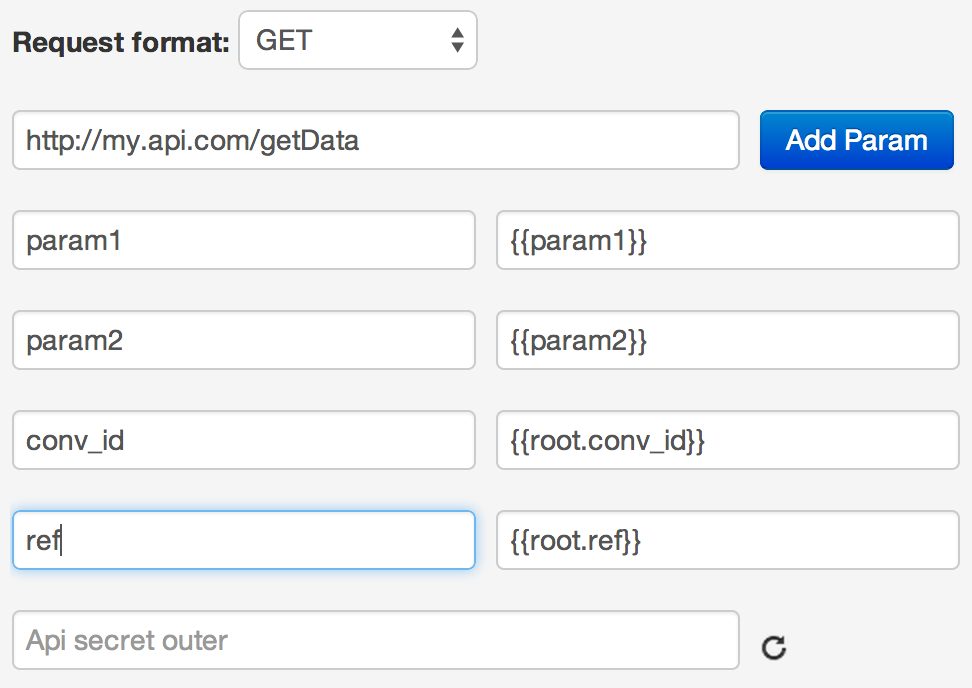 Request format: GET
http://my.api.com/getData Add Param
param1 {{param1}}
param2 {{param2}}
conv_id {{root.conv_id}}
ref {{root.ref}}
Api secret outer